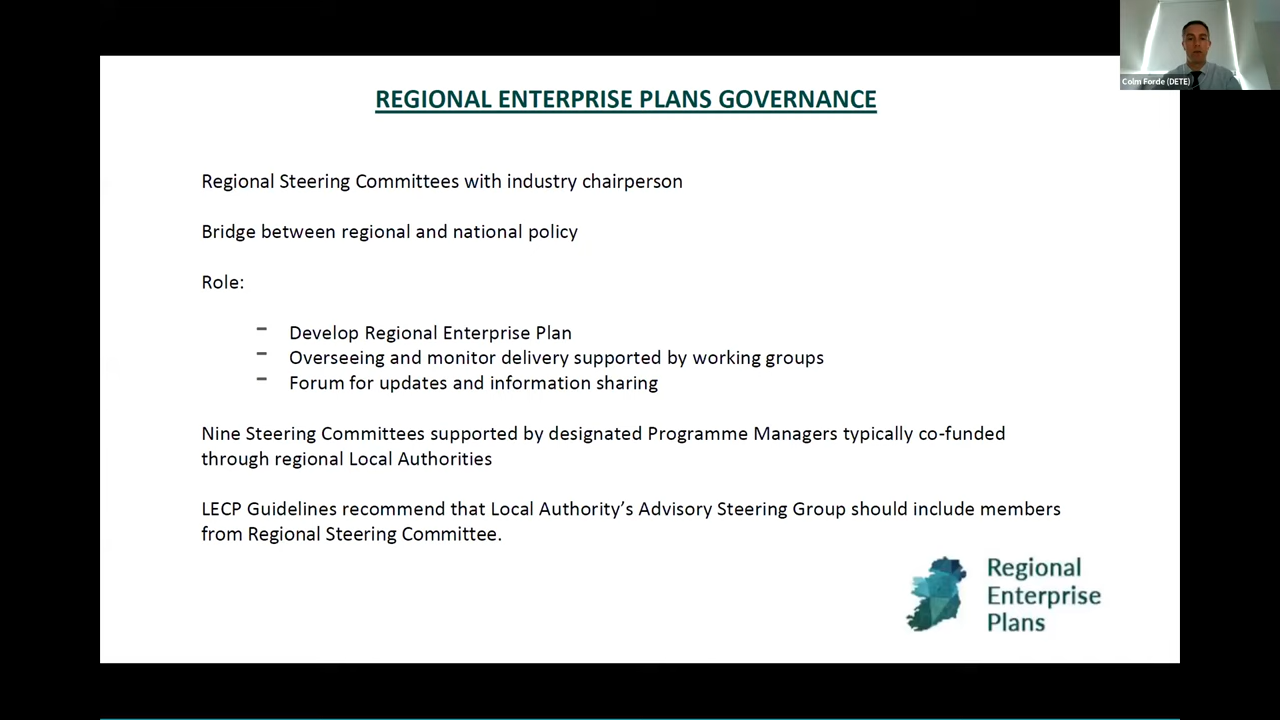 Colm Forde (DETE)
REGIONAL ENTERPRISE PLANS GOVERNANCE
Regional Steering Committees with industry chairperson
Bridge between regional and national policy
Role:
- Develop Regional Enterprise Plan
- Overseeing and monitor delivery supported by working groups
- Forum for updates and information sharing
Nine Steering Committees supported by designated Programme Managers typically co-funded
through regional Local Authorities
LECP Guidelines recommend that Local Authority’s Advisory Steering Group should include members
from Regional Steering Committee.
Regional
Enterprise
Plans